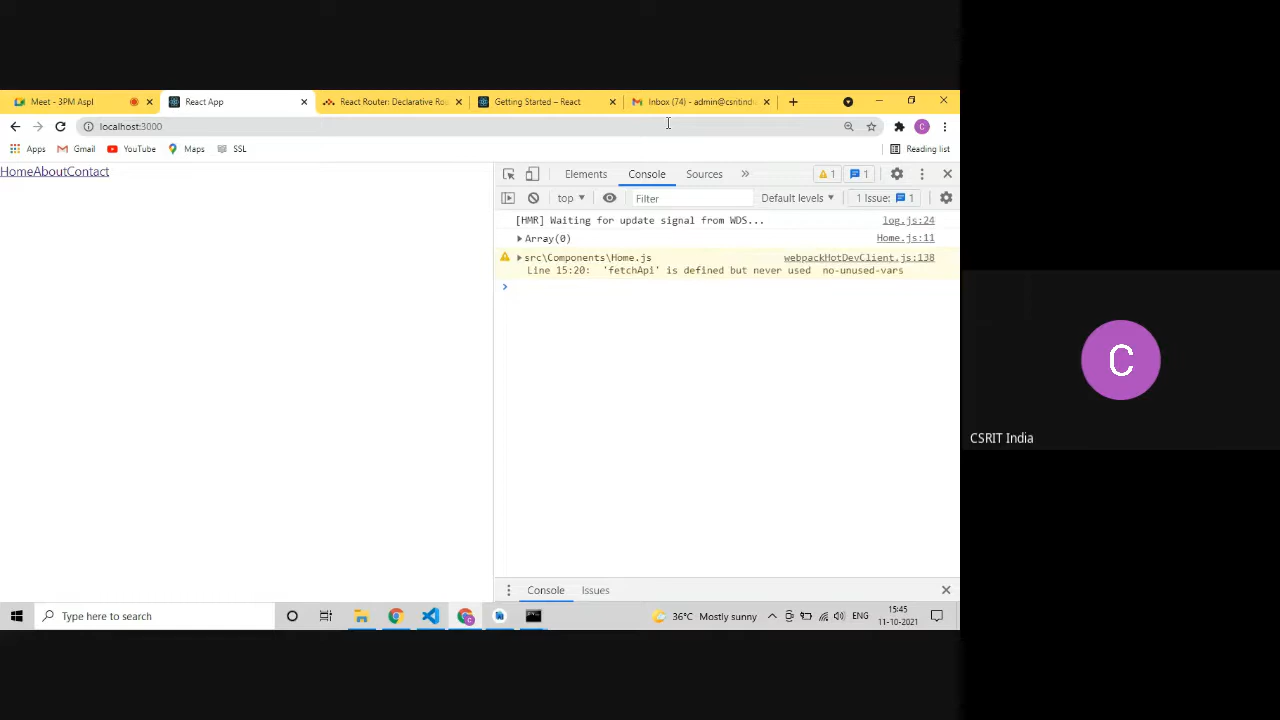 Meet - 3PM Aspl
React App
React Router: Declarative Ro
Getting Started – React
Inbox (74) - admin@csritind
localhost:3000
C
Apps
Gmail
YouTube
Maps
SSL
Reading list
HomeAboutContact
Elements
Console
Sources
1
1
top
Filter
Default levels
1 Issue:
1
[HMR] Waiting for update signal from WDS...
log.js:24
Array(0)
Home.js:11
src\Components\Home.js
webpackHotDevClient.js:138
Line 15:20: 'fetchApi' is defined but never used no-unused-vars
C
CSRIT India
Console
Issues
Type here to search
36°C Mostly sunny
ENG
15:45
11-10-2021